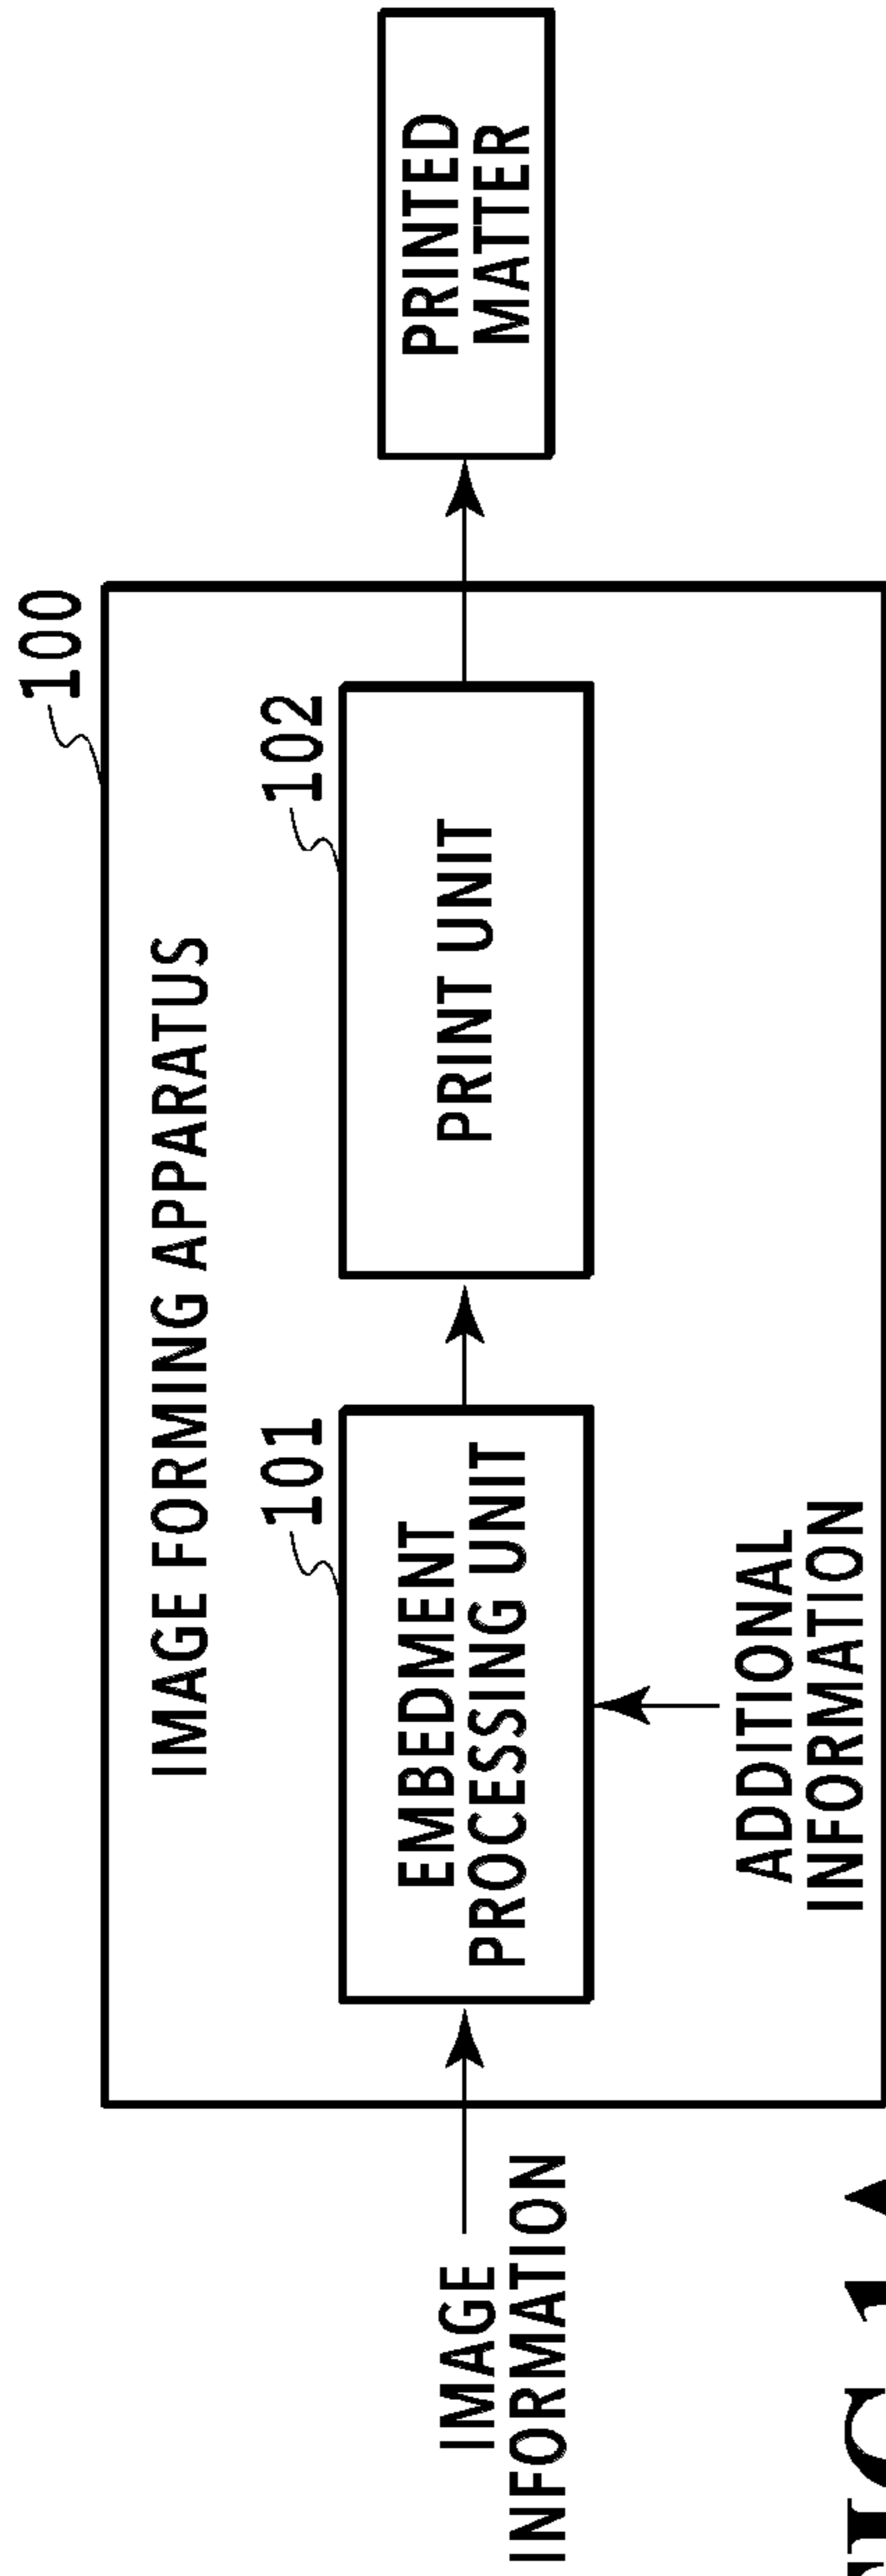 100
IMAGE FORMING APPARATUS
101
102
IMAGE
INFORMATION
EMBEDMENT
PROCESSING UNIT
PRINT UNIT
PRINTED
MATTER
ADDITIONAL
INFORMATION